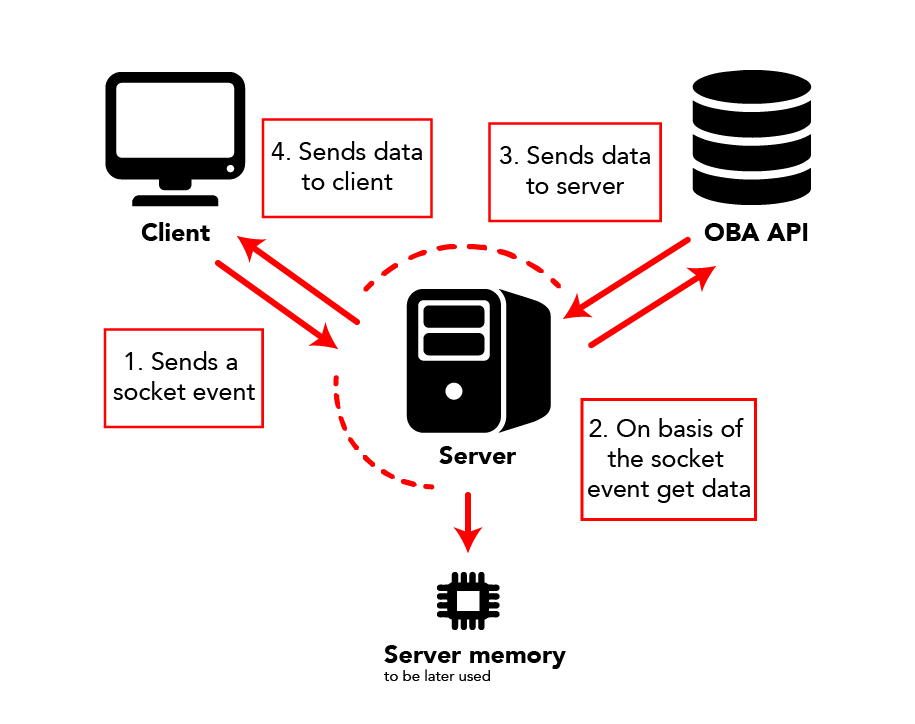 4. Sends data
to client
3. Sends data
to server
Client
OBA API
1. Sends a
socket event
2. On basis of
the socket
event get data
Server
Server memory
to be later used